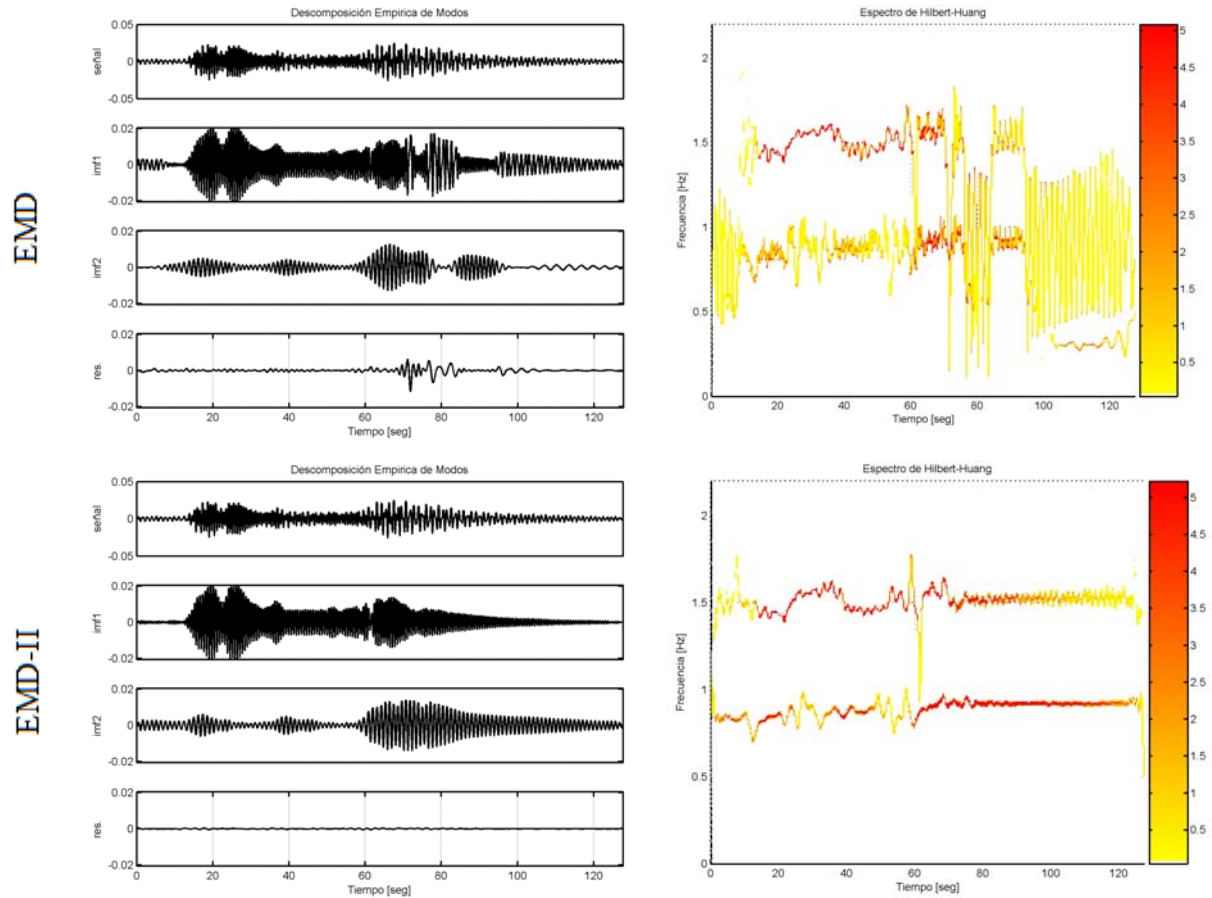 EMD
Descomposición Empirica de Modos
0.05
0
-0.05
señal
0.02
0
-0.02
imf1
0.02
0
-0.02
imf2
0.02
0
-0.02
res.
0 20 40 60 80 100 120
Tiempo [seg]
Espectro de Hilbert-Huang
2
1.5
1
0.5
0
Frecuencia [Hz]
0 20 40 60 80 100 120
Tiempo [seg]
5
4.5
4
3.5
3
2.5
2
1.5
1
0.5
EMD-II
Descomposición Empirica de Modos
0.05
0
-0.05
señal
0.02
0
-0.02
imf1
0.02
0
-0.02
imf2
0.02
0
-0.02
res.
0 20 40 60 80 100 120
Tiempo [seg]
Espectro de Hilbert-Huang
2
1.5
1
0.5
0
Frecuencia [Hz]
0 20 40 60 80 100 120
Tiempo [seg]
5
4.5
4
3.5
3
2.5
2
1.5
1
0.5